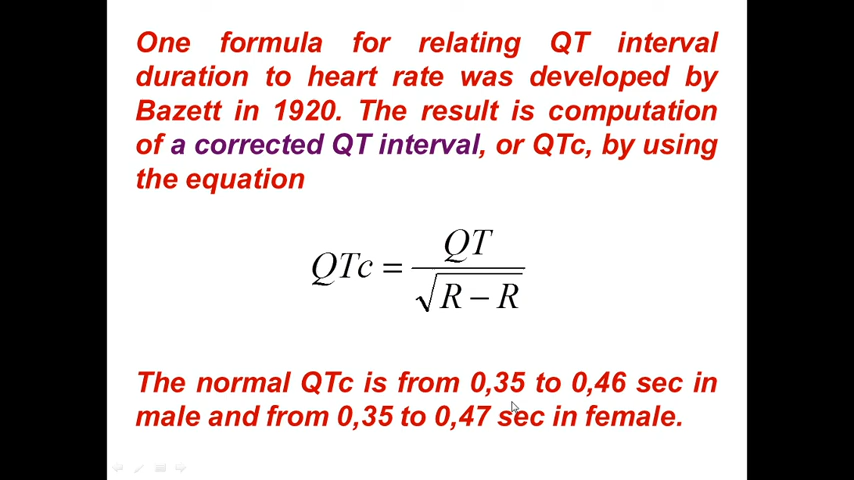 One formula for relating QT interval
duration to heart rate was developed by
Bazett in 1920. The result is computation
of a corrected QT interval, or QTc, by using
the equation
QTc = QT / √R − R
The normal QTc is from 0,35 to 0,46 sec in
male and from 0,35 to 0,47 sec in female.